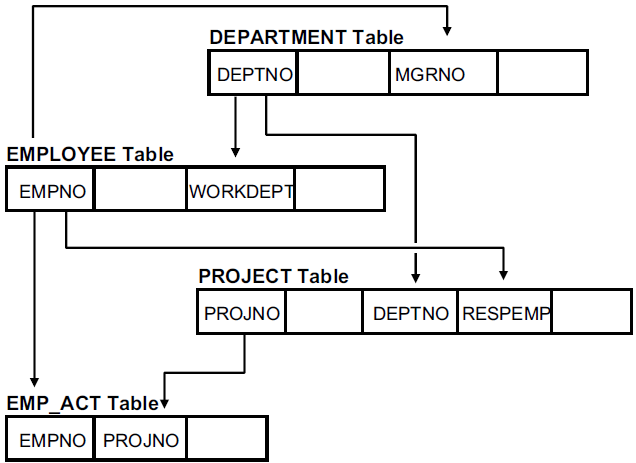 DEPARTMENT Table
DEPTNO MGRNO
EMPLOYEE Table
EMPNO WORKDEPT
PROJECT Table
PROJNO DEPTNO RESPEMP
EMP_ACT Table
EMPNO PROJNO